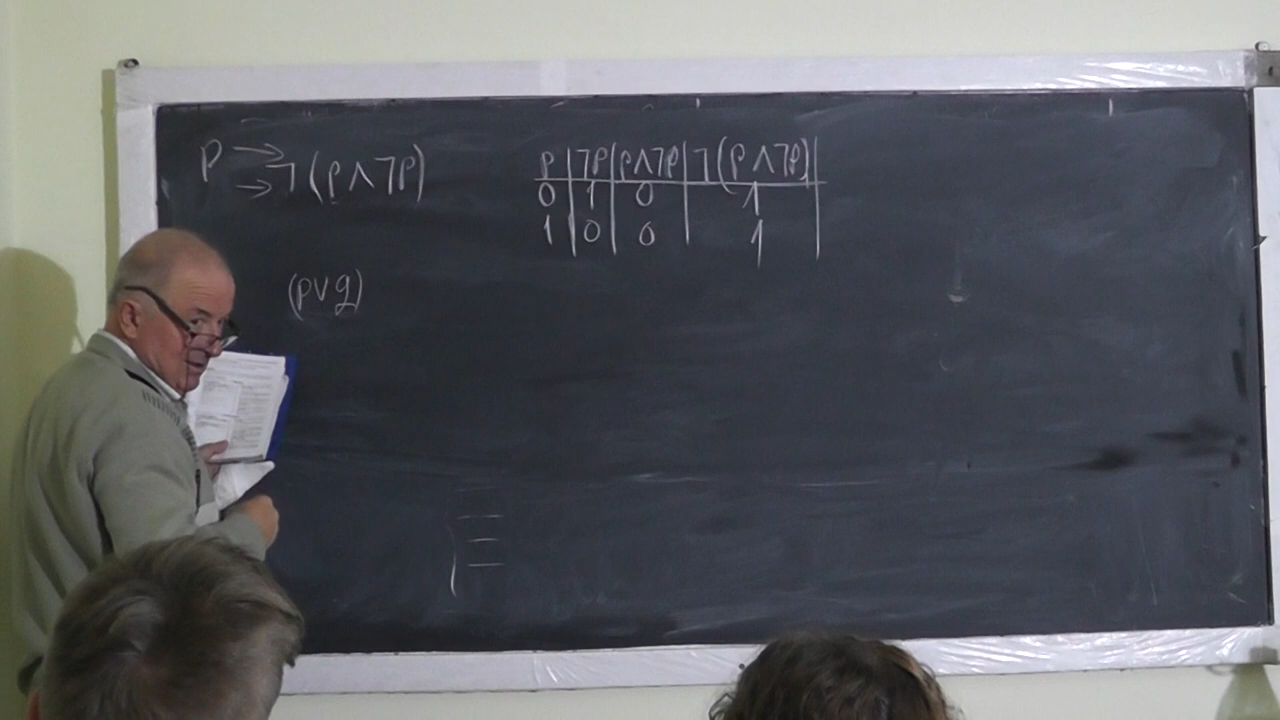 p → ¬(p∧¬p)
→
p | ¬p | p∧¬p | ¬(p∧¬p) |
0 | 1 | 0 | 1
1 | 0 | 0 | 1
(p∨q)